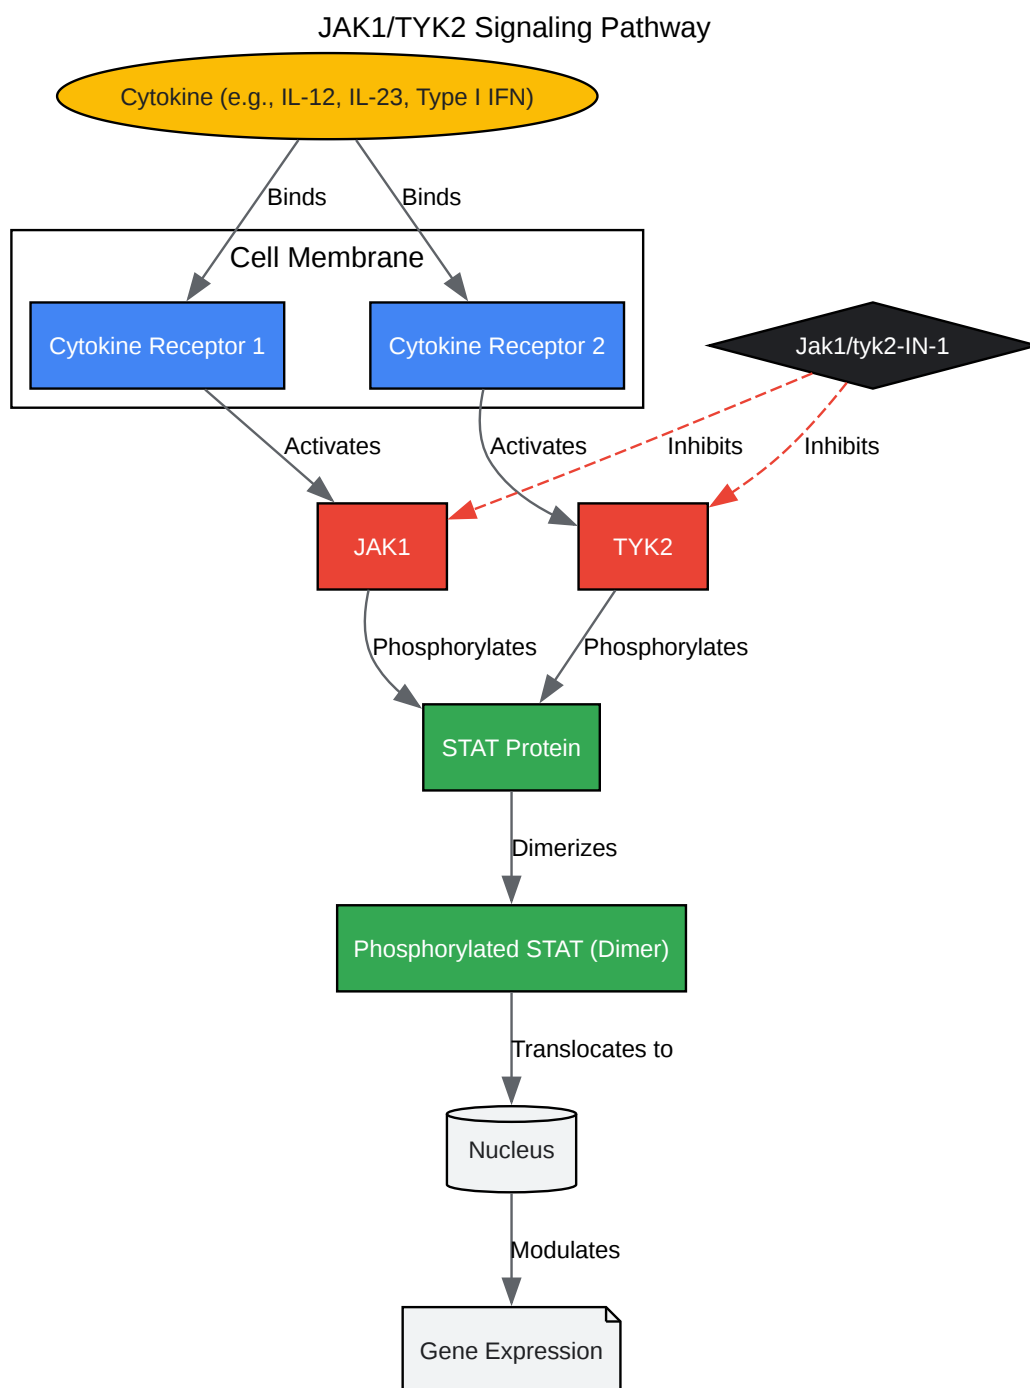 JAK1/TYK2 Signaling Pathway
Cytokine (e.g., IL-12, IL-23, Type I IFN)
Binds
Binds
Cell Membrane
Cytokine Receptor 1
Cytokine Receptor 2
Jak1/tyk2-IN-1
Activates
Activates
Inhibits
Inhibits
JAK1
TYK2
Phosphorylates
Phosphorylates
STAT Protein
Dimerizes
Phosphorylated STAT (Dimer)
Translocates to
Nucleus
Modulates
Gene Expression